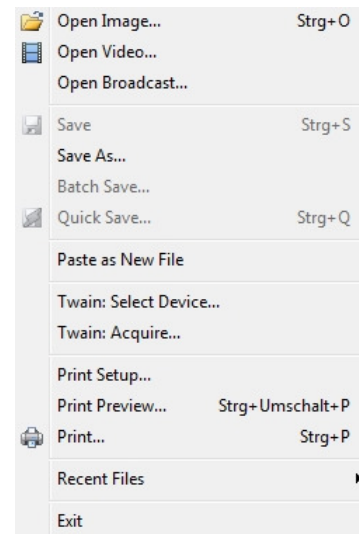 Open Image... Strg+O
Open Video...
Open Broadcast...
Save Strg+S
Save As...
Batch Save...
Quick Save... Strg+Q
Paste as New File
Twain: Select Device...
Twain: Acquire...
Print Setup...
Print Preview... Strg+Umschalt+P
Print... Strg+P
Recent Files
Exit